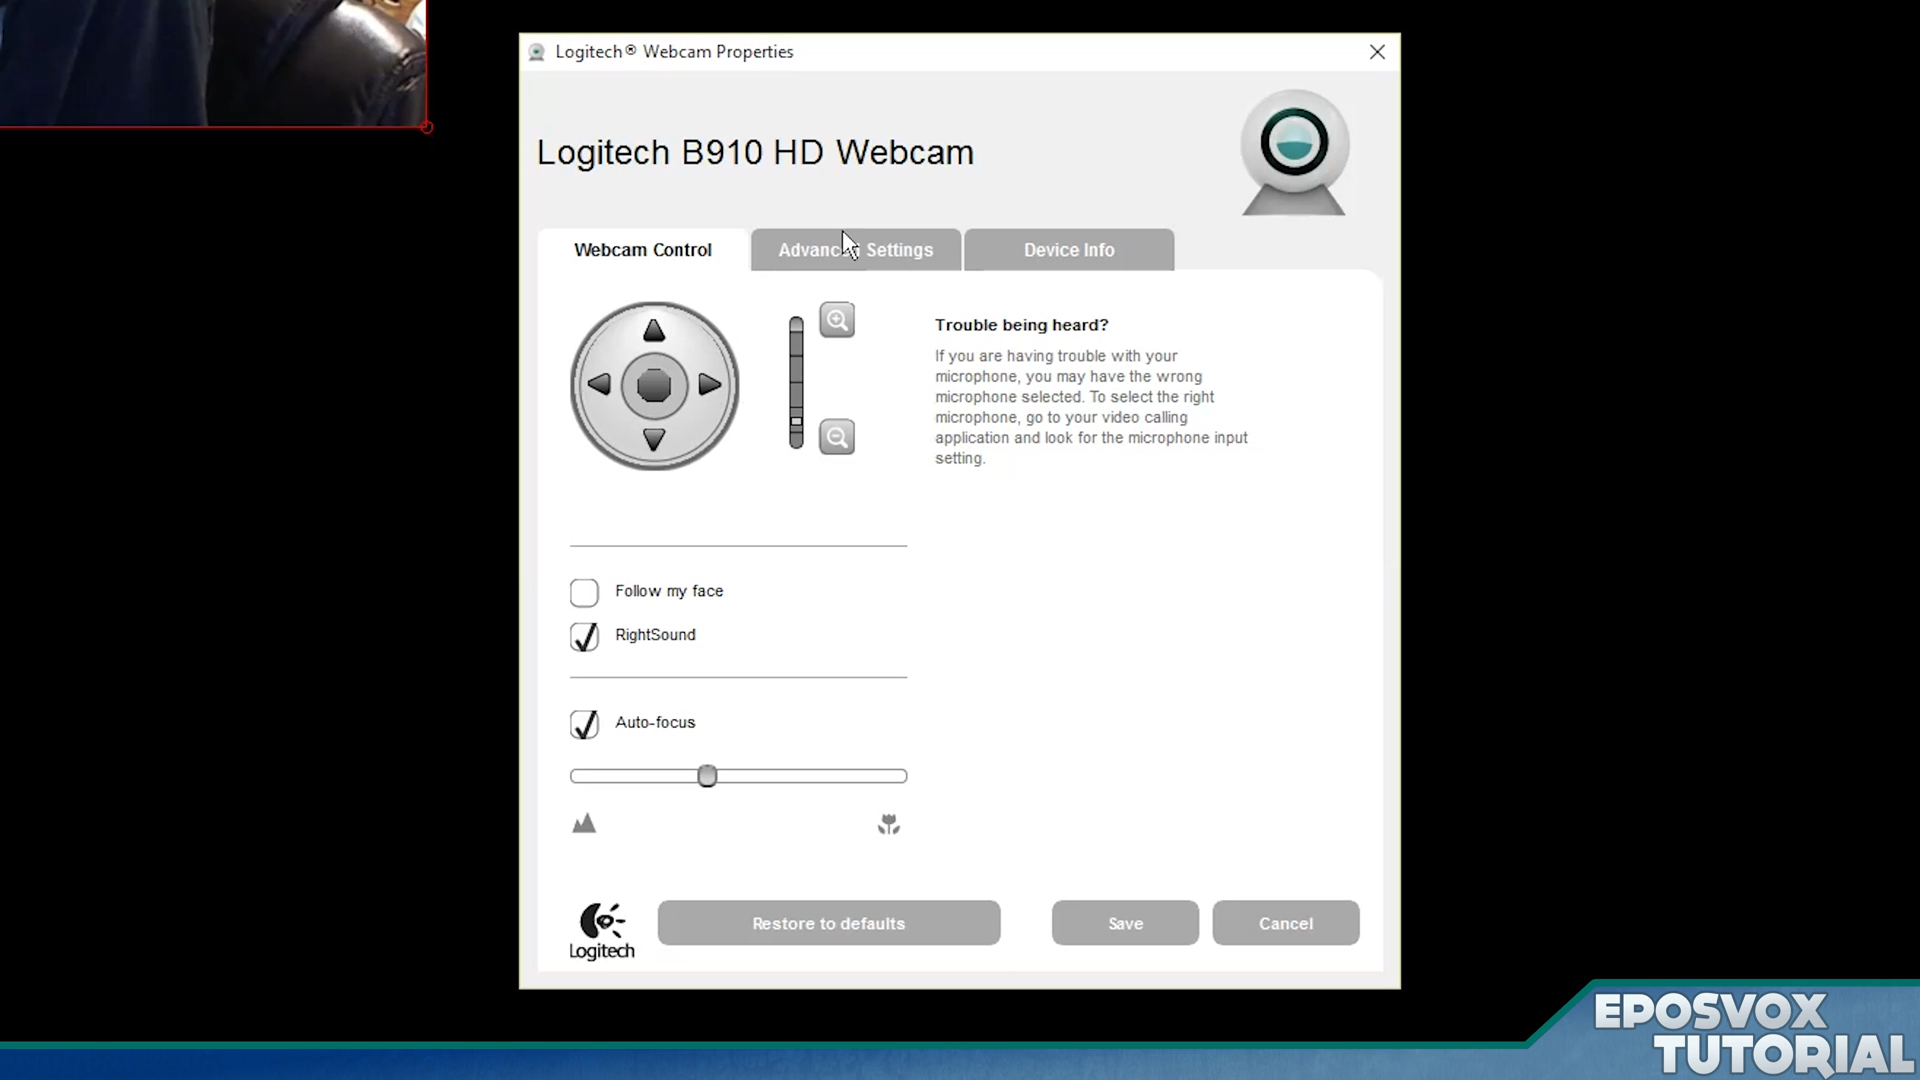 Logitech® Webcam Properties
Logitech B910 HD Webcam
Webcam Control
Advanced Settings
Device Info
Trouble being heard?
If you are having trouble with your
microphone, you may have the wrong
microphone selected. To select the right
microphone, go to your video calling
application and look for the microphone input
setting.
Follow my face
RightSound
Auto-focus
Logitech
Restore to defaults
Save
Cancel
EPOSVOX
TUTORIAL